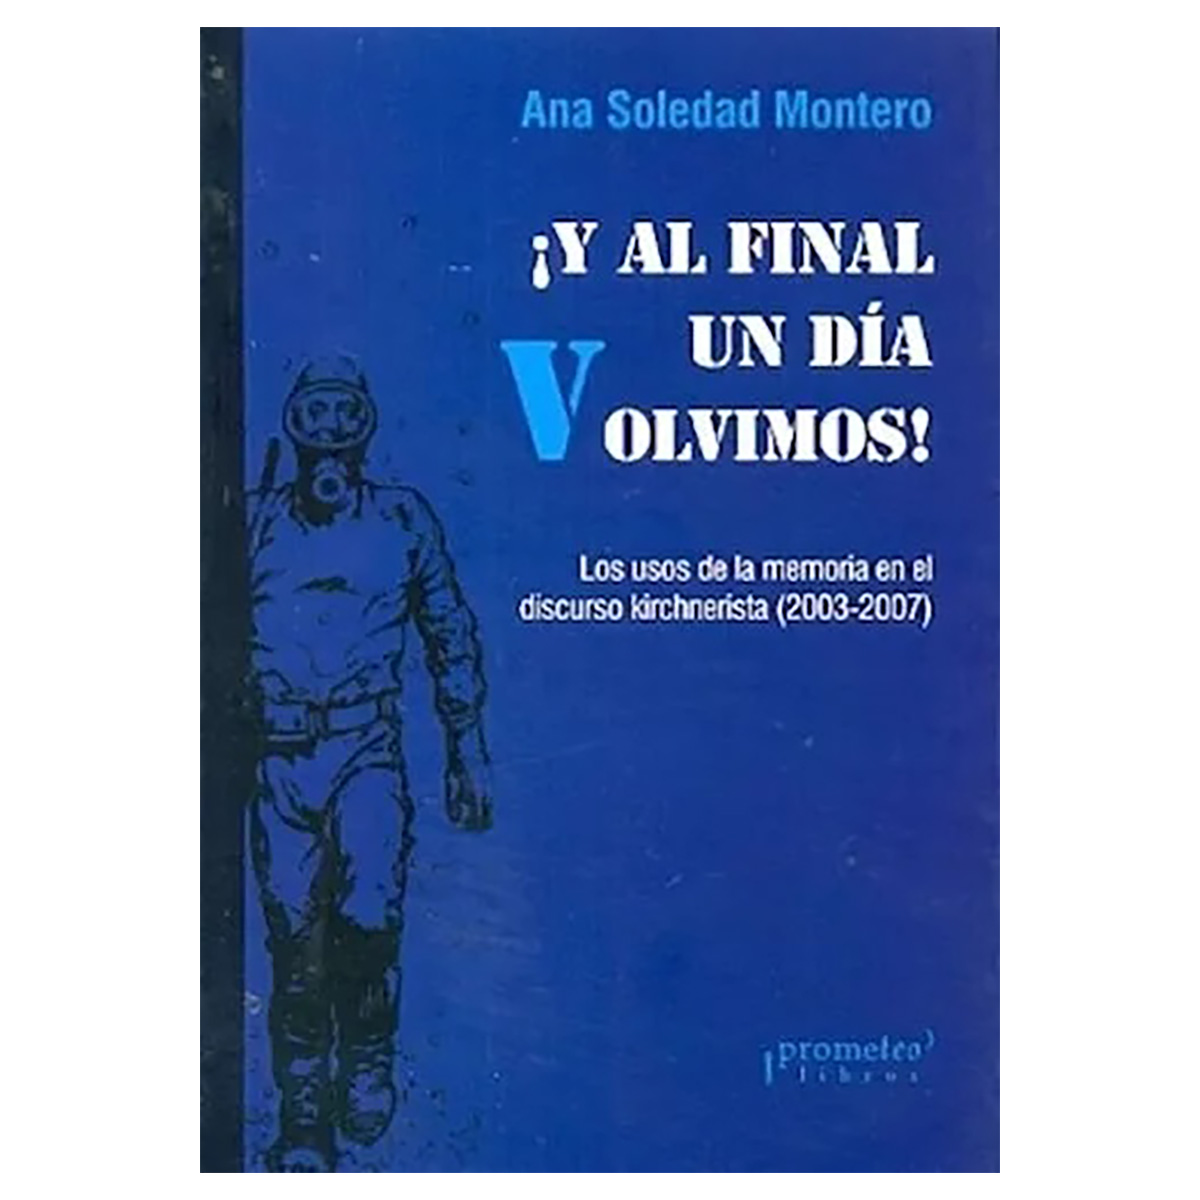 Ana Soledad Montero
¡Y AL FINAL
UN DÍA
VOLVIMOS!
Los usos de la memoria en el
discurso kirchnerista (2003-2007)
prometeo
libros